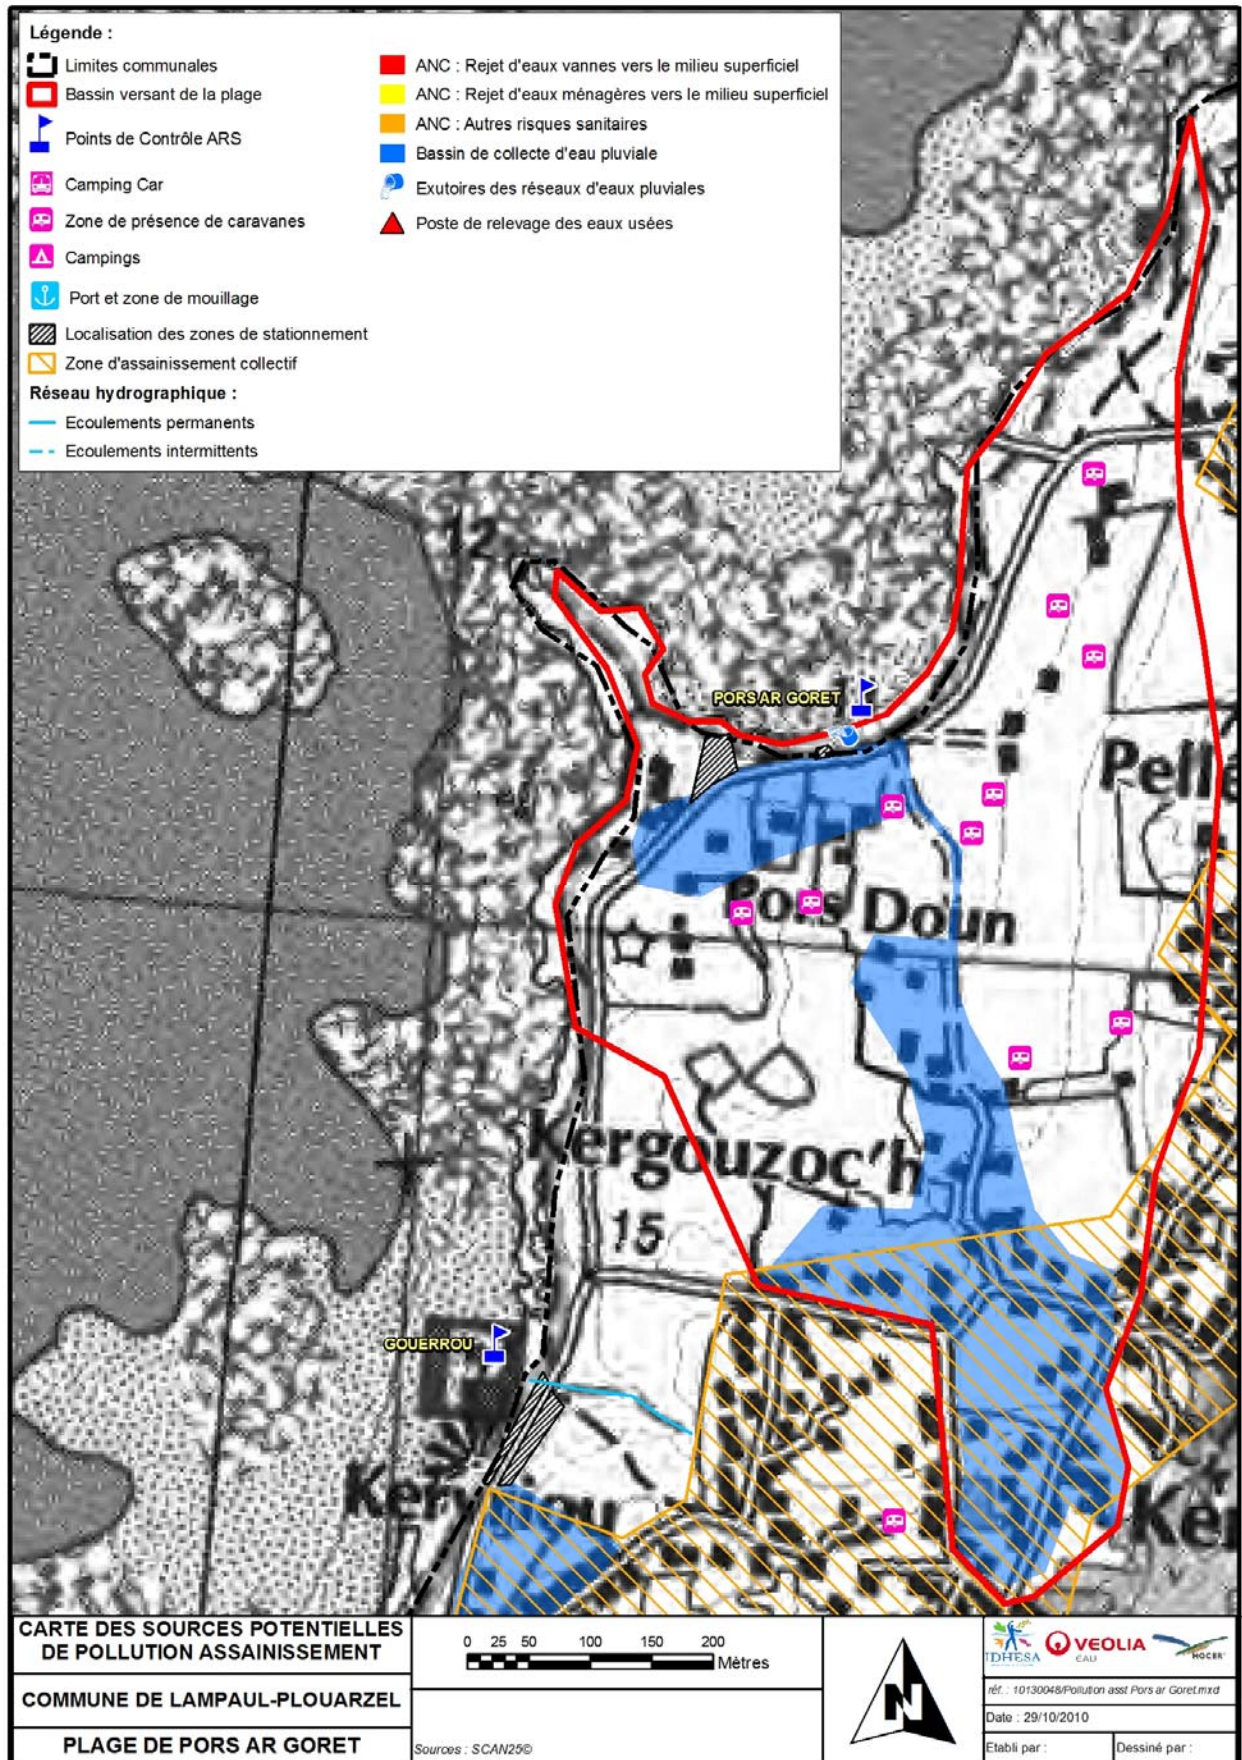 Légende :
Limites communales
Bassin versant de la plage
Points de Contrôle ARS
Camping Car
Zone de présence de caravanes
Campings
Port et zone de mouillage
Localisation des zones de stationnement
Zone d'assainissement collectif
Réseau hydrographique :
Ecoulements permanents
Ecoulements intermittents
ANC : Rejet d'eaux vannes vers le milieu superficiel
ANC : Rejet d'eaux ménagères vers le milieu superficiel
ANC : Autres risques sanitaires
Bassin de collecte d'eau pluviale
Exutoires des réseaux d'eaux pluviales
Poste de relevage des eaux usées
12
PORS AR GORET
Pors Doun
Kergouzoc'h
15
GOUERROU
CARTE DES SOURCES POTENTIELLES
DE POLLUTION ASSAINISSEMENT
COMMUNE DE LAMPAUL-PLOUARZEL
PLAGE DE PORS AR GORET
0 25 50 100 150 200
Mètres
Sources : SCAN25©
N
IDHESA
VEOLIA
EAU
MOCER
réf. : 10130048/Pollution asst Pors ar Goret.mxd
Date : 29/10/2010
Etabli par :
Dessiné par :